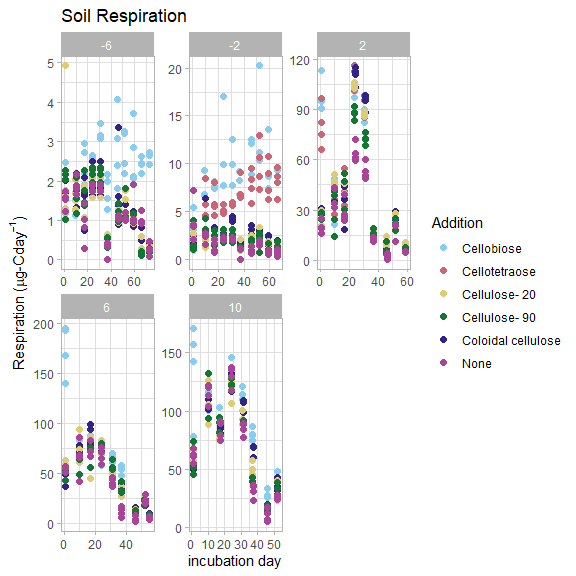 Soil Respiration
-6
-2
2
5
4
3
2
1
0
0 20 40 60
20
15
10
5
0
0 20 40 60
120
90
60
30
0
0 10 20 30 40 50 60
Respiration (μg-Cday⁻¹)
6
10
200
150
100
50
0
0 20 40
150
100
50
0
0 10 20 30 40 50
incubation day
Addition
Cellobiose
Cellotetraose
Cellulose- 20
Cellulose- 90
Coloidal cellulose
None